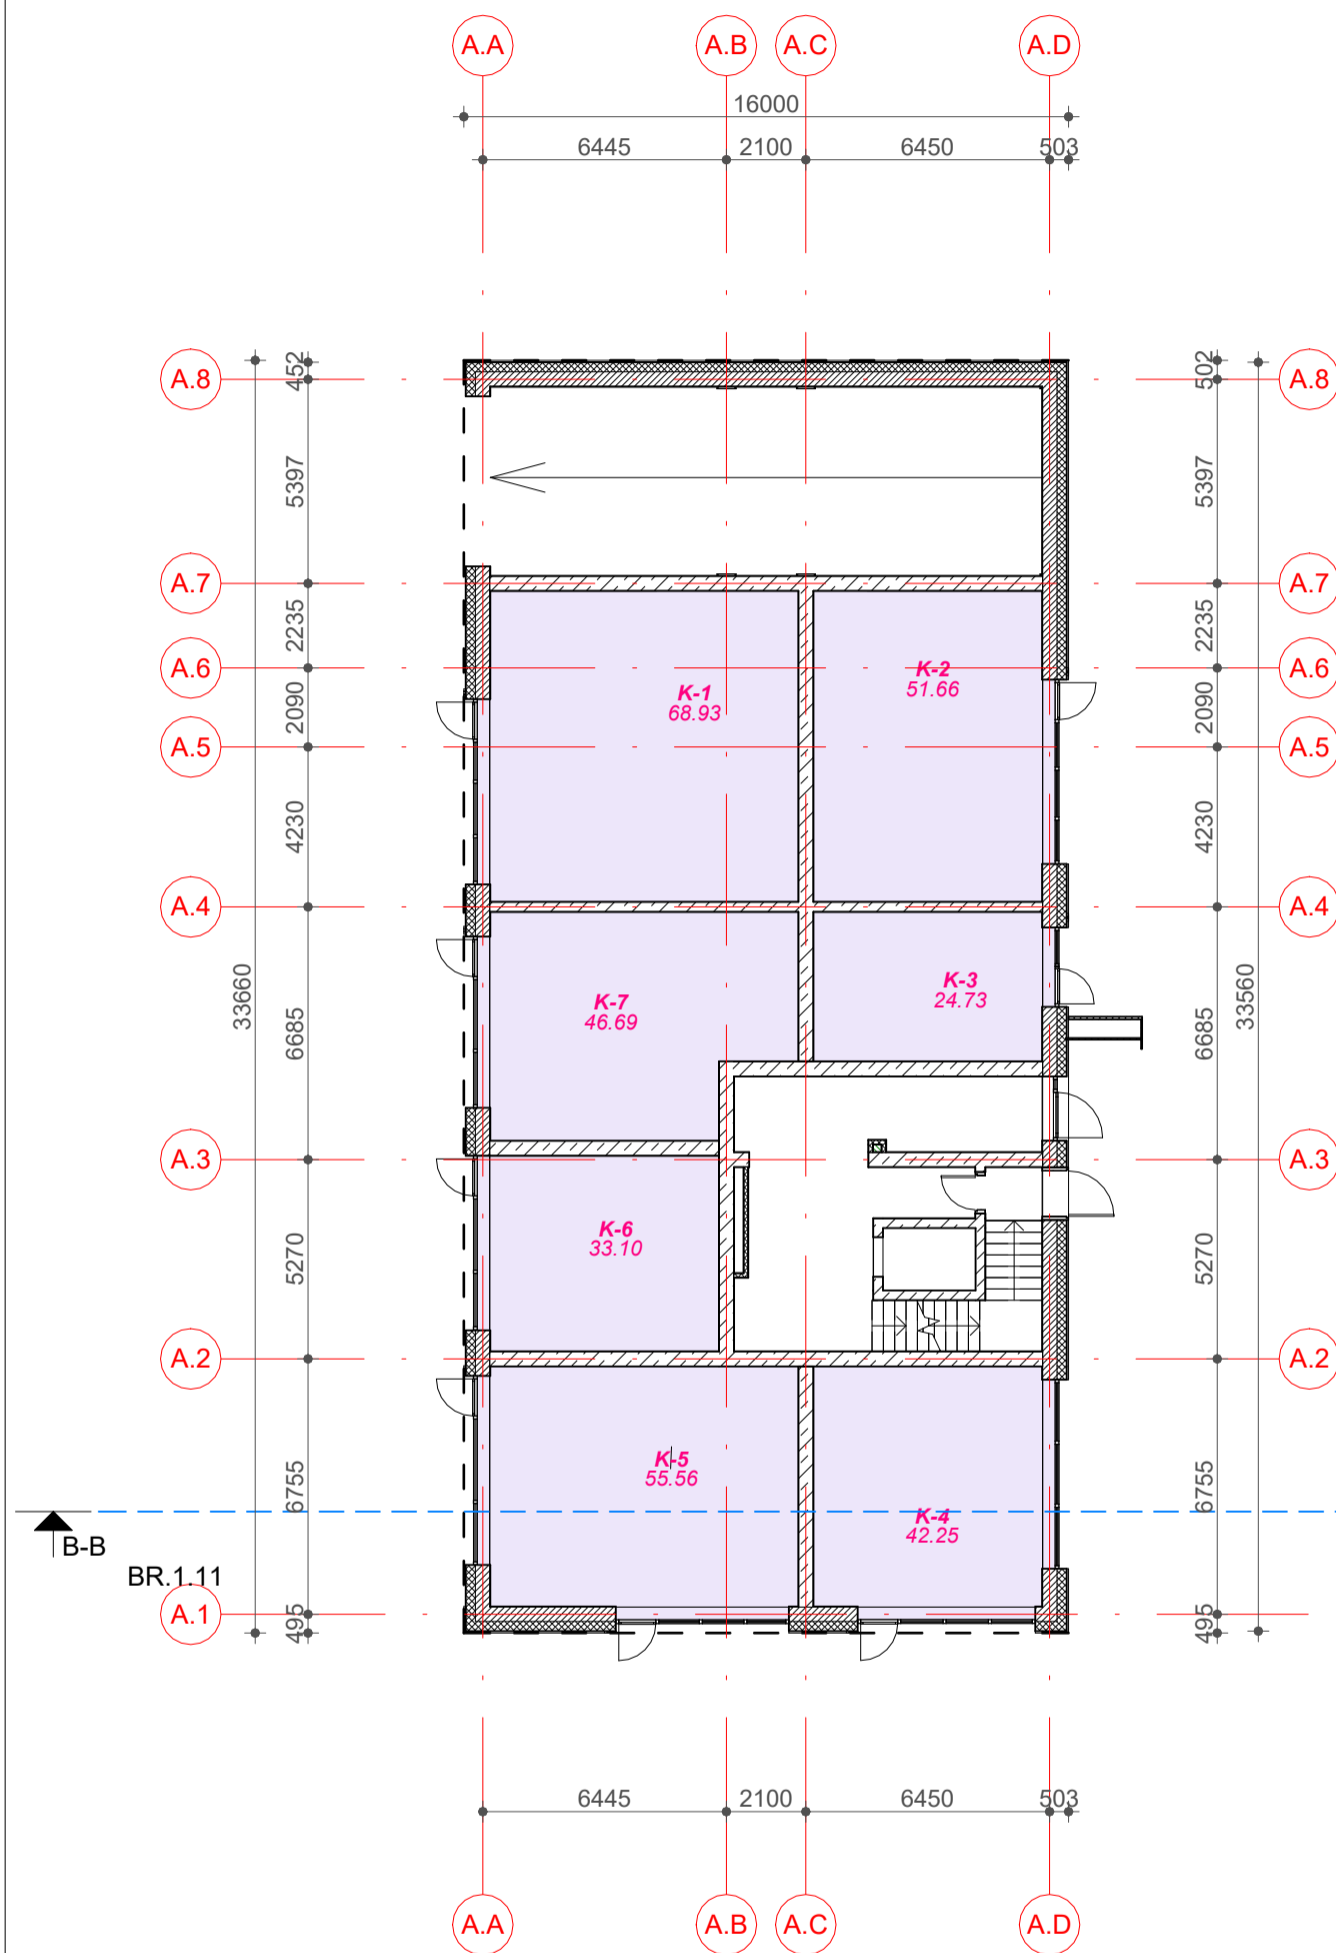 A.A A.B A.C A.D
16000
6445 2100 6450 503
A.8 452 502 A.8
5397 5397
A.7 A.7
2235 2235
A.6 A.6
K-2
51.66
K-1
68.93
2090 2090
A.5 A.5
4230 4230
A.4 A.4
33660 33560
K-3
24.73
K-7
46.69
6685 6685
A.3 A.3
K-6
33.10
5270 5270
A.2 A.2
K-5
55.56
6755 6755
K-4
42.25
B-B
BR.1.11
A.1 495 495
6445 2100 6450 503
A.A A.B A.C A.D